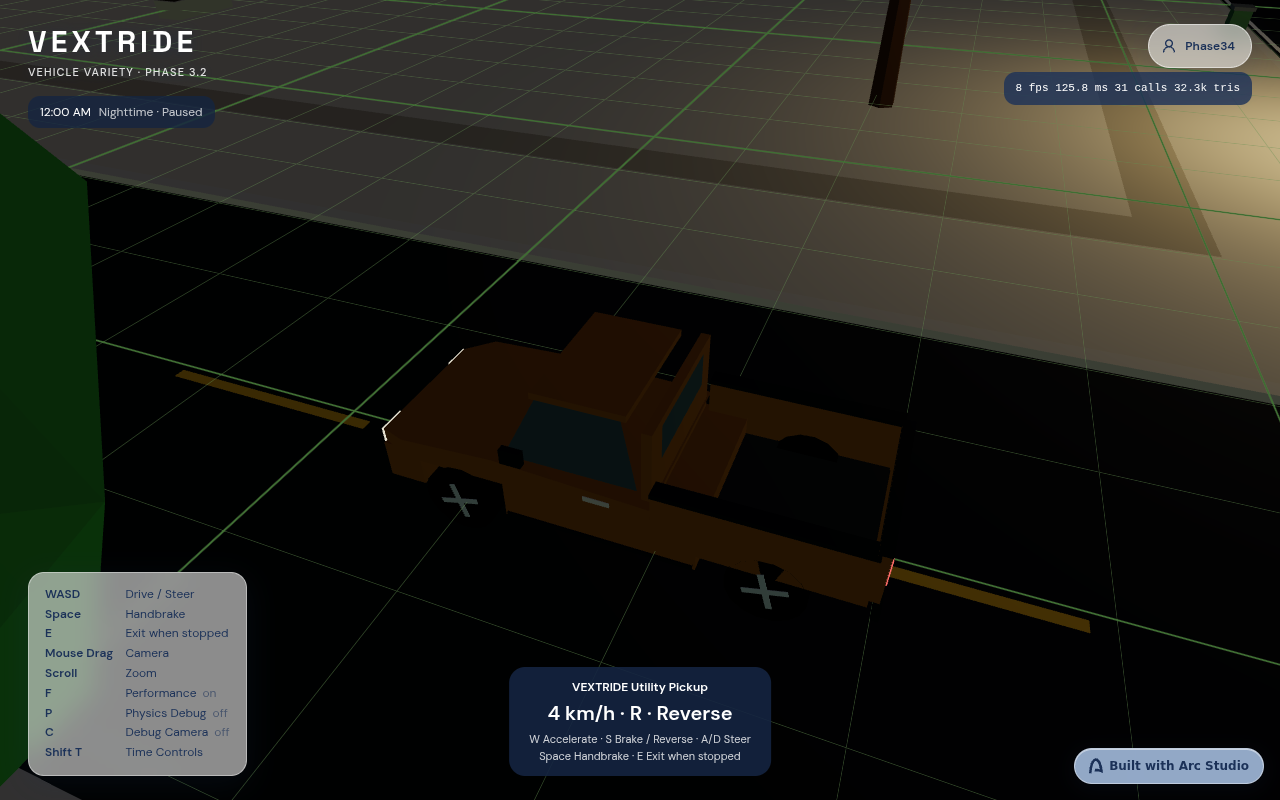 VEXTRIDE
VEHICLE VARIETY · PHASE 3.2
12:00 AM Nighttime · Paused
Phase34
8 fps 125.8 ms 31 calls 32.3k tris
WASD Drive / Steer
Space Handbrake
E Exit when stopped
Mouse Drag Camera
Scroll Zoom
F Performance on
P Physics Debug off
C Debug Camera off
Shift T Time Controls
VEXTRIDE Utility Pickup
4 km/h · R · Reverse
W Accelerate · S Brake / Reverse · A/D Steer
Space Handbrake · E Exit when stopped
Built with Arc Studio